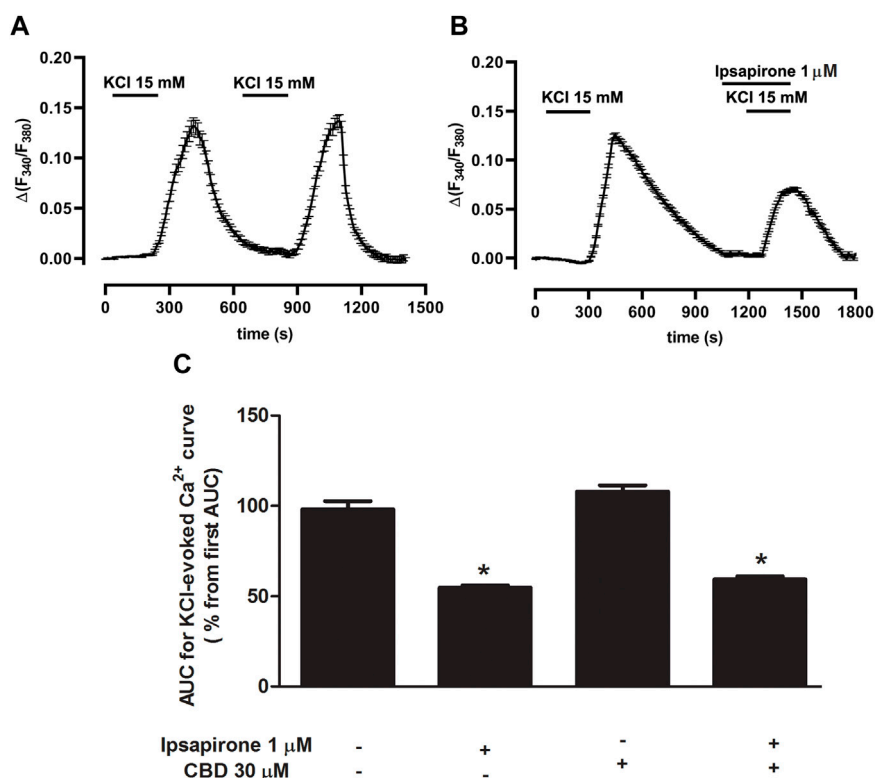 A
0.20
KCl 15 mM
KCl 15 mM
0.15
0.10
0.05
0.00
Δ(F340/F380)
0 300 600 900 1200 1500
time (s)
B
0.20
Ipsapirone 1 μM
KCl 15 mM
KCl 15 mM
0.15
0.10
0.05
0.00
Δ(F340/F380)
0 300 600 900 1200 1500 1800
time (s)
C
AUC for KCl-evoked Ca2+ curve
( % from first AUC)
150
100
50
0
*
*
Ipsapirone 1 μM - + - +
CBD 30 μM - - + +